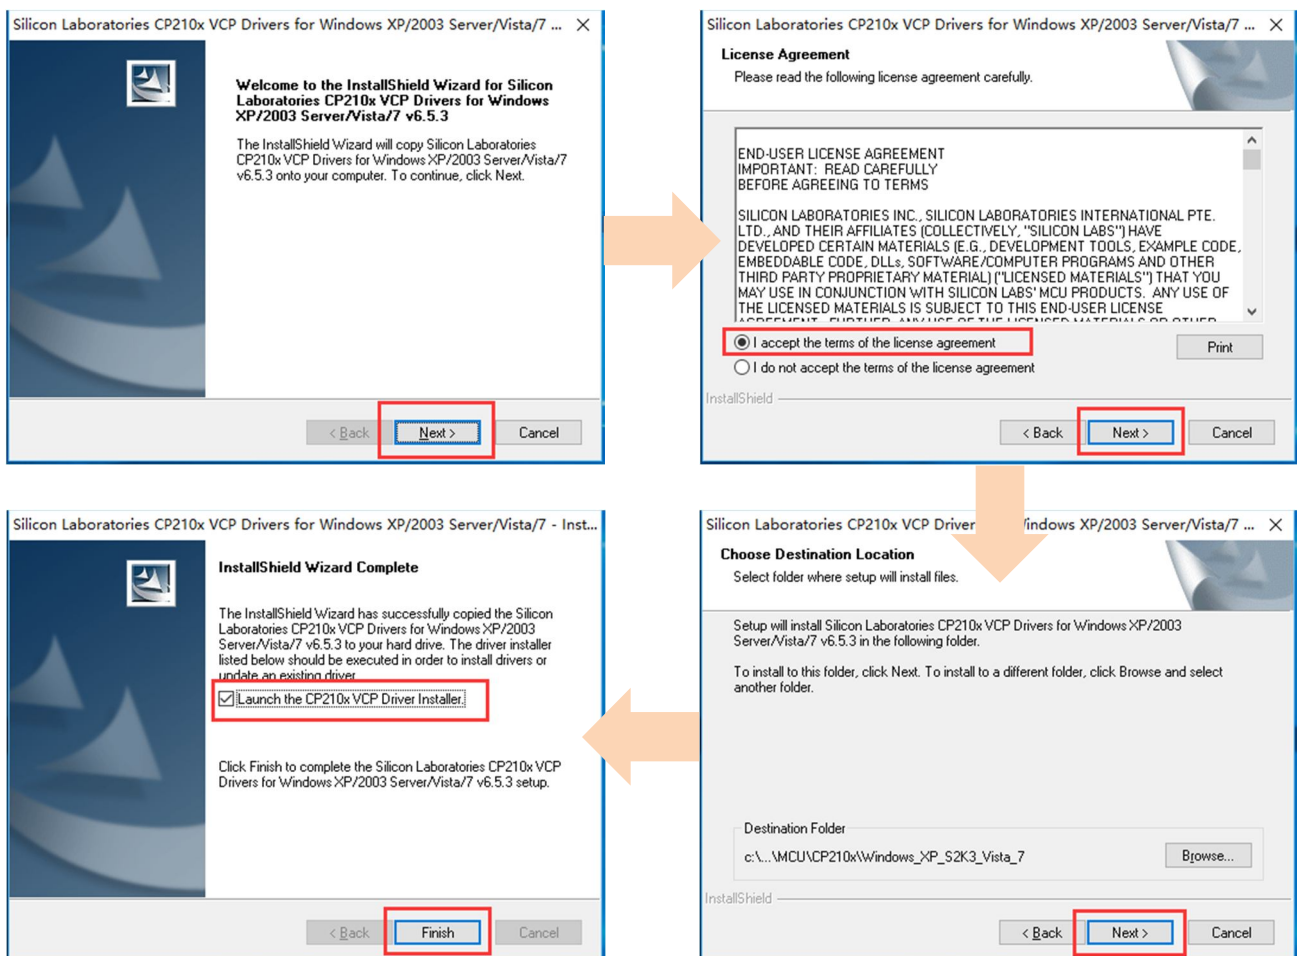 Silicon Laboratories CP210x VCP Drivers for Windows XP/2003 Server/Vista/7 ...
Welcome to the InstallShield Wizard for Silicon
Laboratories CP210x VCP Drivers for Windows
XP/2003 Server/Vista/7 v6.5.3
The InstallShield Wizard will copy Silicon Laboratories
CP210x VCP Drivers for Windows XP/2003 Server/Vista/7
v6.5.3 onto your computer. To continue, click Next.
< Back
Next >
Cancel
Silicon Laboratories CP210x VCP Drivers for Windows XP/2003 Server/Vista/7 ...
License Agreement
Please read the following license agreement carefully.
END-USER LICENSE AGREEMENT
IMPORTANT: READ CAREFULLY
BEFORE AGREEING TO TERMS
SILICON LABORATORIES INC., SILICON LABORATORIES INTERNATIONAL PTE.
LTD., AND THEIR AFFILIATES (COLLECTIVELY, "SILICON LABS") HAVE
DEVELOPED CERTAIN MATERIALS (E.G., DEVELOPMENT TOOLS, EXAMPLE CODE,
EMBEDDABLE CODE, DLLs, SOFTWARE/COMPUTER PROGRAMS AND OTHER
THIRD PARTY PROPRIETARY MATERIAL) ("LICENSED MATERIALS") THAT YOU
MAY USE IN CONJUNCTION WITH SILICON LABS' MCU PRODUCTS. ANY USE OF
THE LICENSED MATERIALS IS SUBJECT TO THIS END-USER LICENSE
AGREEMENT. FURTHER, ANY USE OF THE LICENSED MATERIALS OR OTHER
I accept the terms of the license agreement
Print
I do not accept the terms of the license agreement
InstallShield
< Back
Next >
Cancel
Silicon Laboratories CP210x VCP Drivers for Windows XP/2003 Server/Vista/7 - Inst...
InstallShield Wizard Complete
The InstallShield Wizard has successfully copied the Silicon
Laboratories CP210x VCP Drivers for Windows XP/2003
Server/Vista/7 v6.5.3 to your hard drive. The driver installer
listed below should be executed in order to install drivers or
update an existing driver
Launch the CP210x VCP Driver Installer.
Click Finish to complete the Silicon Laboratories CP210x VCP
Drivers for Windows XP/2003 Server/Vista/7 v6.5.3 setup.
< Back
Finish
Cancel
Silicon Laboratories CP210x VCP Driver indows XP/2003 Server/Vista/7 ...
Choose Destination Location
Select folder where setup will install files.
Setup will install Silicon Laboratories CP210x VCP Drivers for Windows XP/2003
Server/Vista/7 v6.5.3 in the following folder.
To install to this folder, click Next. To install to a different folder, click Browse and select
another folder.
Destination Folder
c:\...\MCU\CP210x\Windows_XP_S2K3_Vista_7
Browse...
InstallShield
< Back
Next >
Cancel